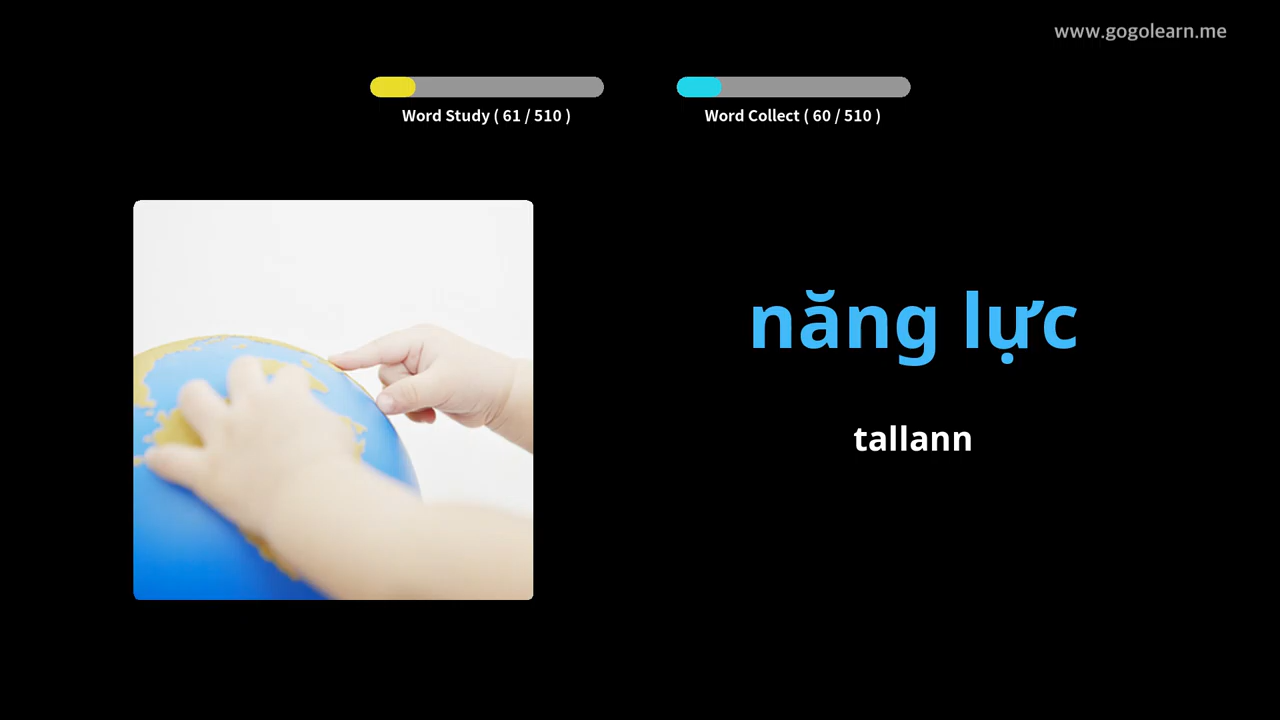 www.gogolearn.me
Word Study ( 61 / 510 )
Word Collect ( 60 / 510 )
năng lực
tallann